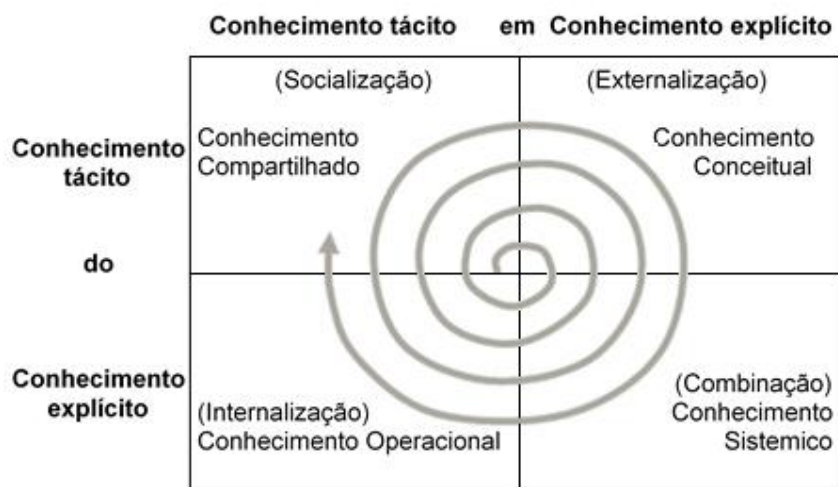 Conhecimento tácito em Conhecimento explícito
(Socialização)
(Externalização)
Conhecimento
tácito
Conhecimento
Compartilhado
Conhecimento
Conceitual
do
Conhecimento
explícito
(Internalização)
Conhecimento Operacional
(Combinação)
Conhecimento
Sistemico